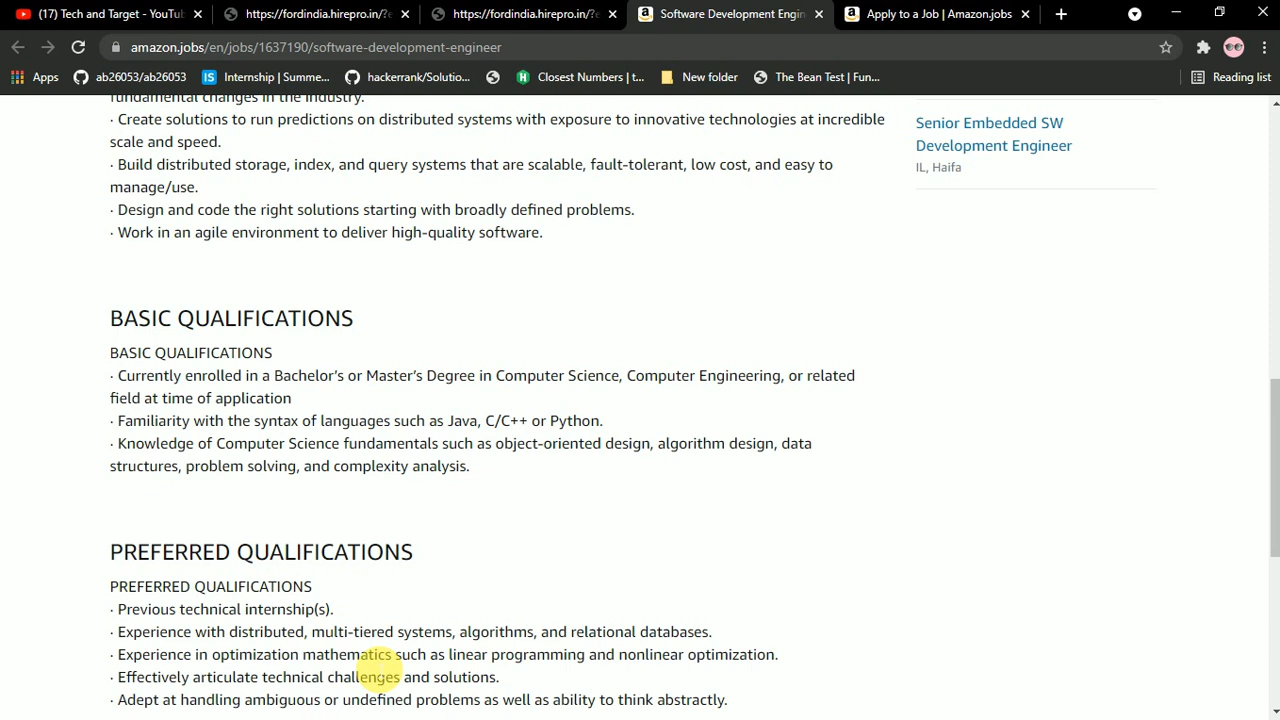 (17) Tech and Target - YouTu
https://fordindia.hirepro.in/?e
https://fordindia.hirepro.in/?e
Software Development Engin
Apply to a Job | Amazon.jobs
amazon.jobs/en/jobs/1637190/software-development-engineer
Apps
ab26053/ab26053
IS
Internship | Summe...
hackerrank/Solutio...
Closest Numbers | t...
New folder
The Bean Test | Fun...
Reading list
fundamental changes in the industry.
· Create solutions to run predictions on distributed systems with exposure to innovative technologies at incredible
scale and speed.
· Build distributed storage, index, and query systems that are scalable, fault-tolerant, low cost, and easy to
manage/use.
· Design and code the right solutions starting with broadly defined problems.
· Work in an agile environment to deliver high-quality software.
Senior Embedded SW
Development Engineer
IL, Haifa
BASIC QUALIFICATIONS
BASIC QUALIFICATIONS
· Currently enrolled in a Bachelor's or Master's Degree in Computer Science, Computer Engineering, or related
field at time of application
· Familiarity with the syntax of languages such as Java, C/C++ or Python.
· Knowledge of Computer Science fundamentals such as object-oriented design, algorithm design, data
structures, problem solving, and complexity analysis.
PREFERRED QUALIFICATIONS
PREFERRED QUALIFICATIONS
· Previous technical internship(s).
· Experience with distributed, multi-tiered systems, algorithms, and relational databases.
· Experience in optimization mathematics such as linear programming and nonlinear optimization.
· Effectively articulate technical challenges and solutions.
· Adept at handling ambiguous or undefined problems as well as ability to think abstractly.